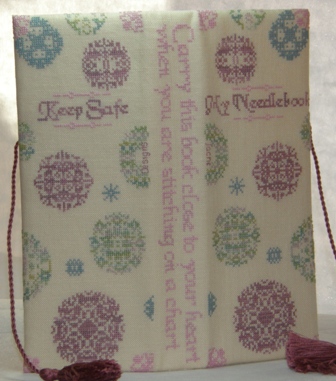 Keep Safe
Carry this book close to your heart
when you are stitching on a chart
My Needlebook